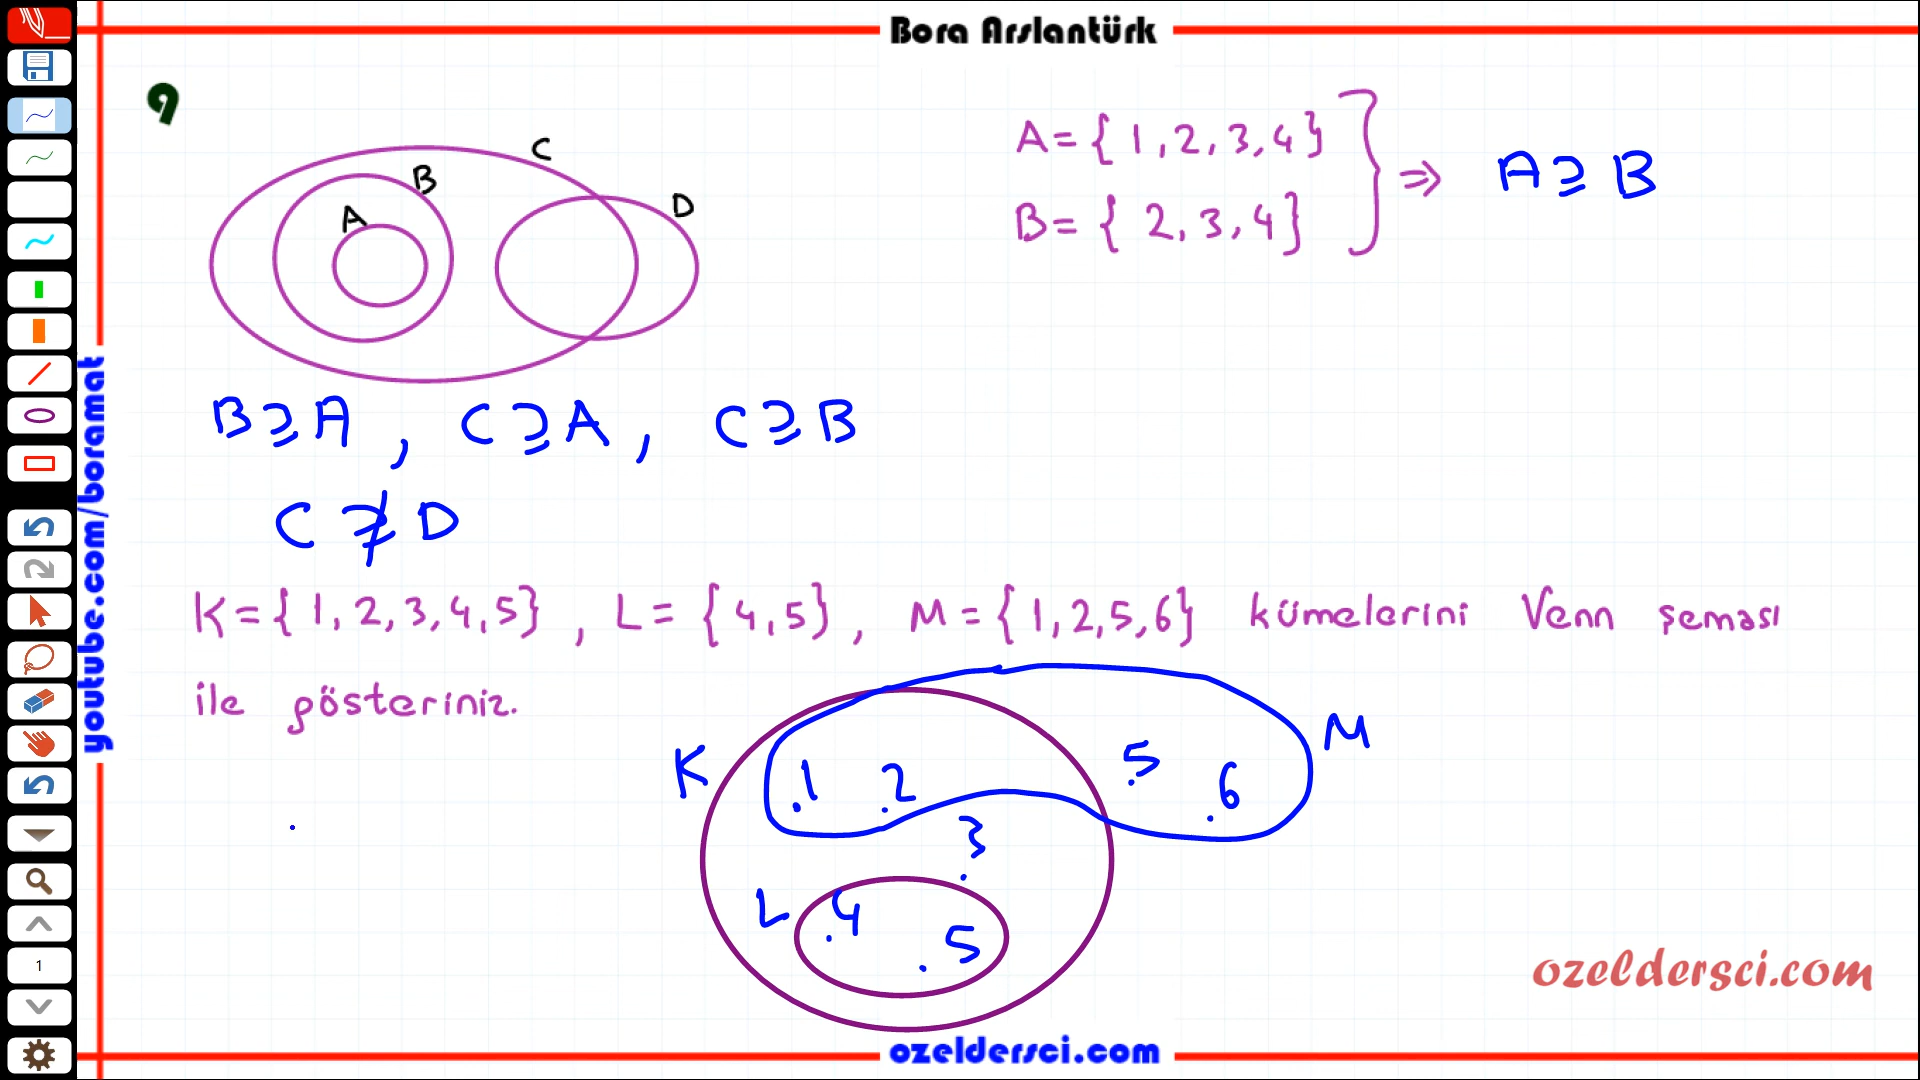 Bora Arslantürk
9
A = { 1, 2, 3, 4 }
B = { 2, 3, 4 }
⇒ A ⊇ B
C
B
A
D
B ⊇ A , C ⊇ A , C ⊇ B
C ⊉ D
K = { 1, 2, 3, 4, 5 } , L = { 4, 5 } , M = { 1, 2, 5, 6 } kümelerini Venn şeması
ile gösteriniz.
K
M
.1 .2 .5 .6
.3
L .4 .5
youtube.com/boramat
1
ozeldersci.com
ozeldersci.com